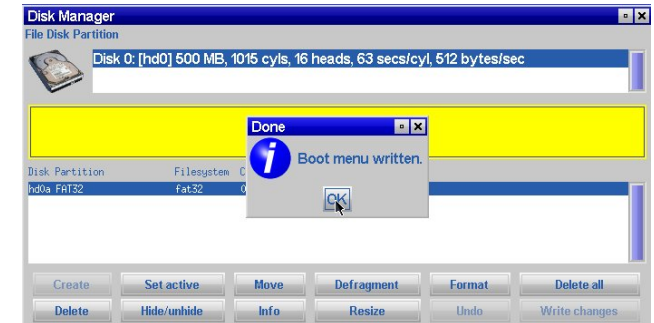 Disk Manager
File Disk Partition
Disk 0: [hd0] 500 MB, 1015 cyls, 16 heads, 63 secs/cyl, 512 bytes/sec
Done
Boot menu written.
OK
Disk Partition Filesystem C
hd0a FAT32 fat32 0
Create Set active Move Defragment Format Delete all
Delete Hide/unhide Info Resize Undo Write changes